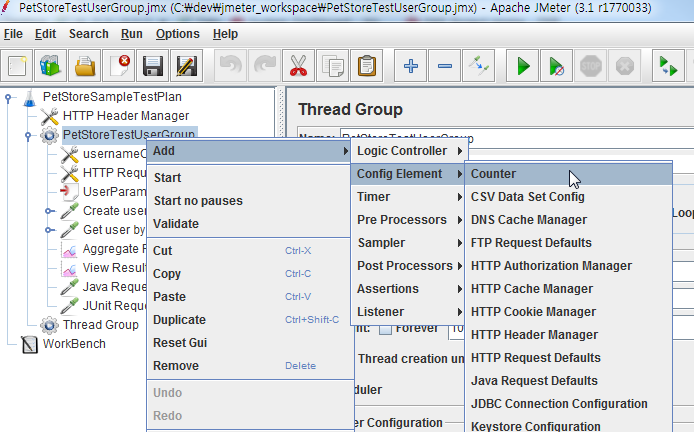 PetStoreTestUserGroup.jmx (C:₩dev₩jmeter_workspace₩PetStoreTestUserGroup.jmx) - Apache JMeter (3.1 r1770033)
File Edit Search Run Options Help
PetStoreSampleTestPlan
HTTP Header Manager
PetStoreTestUserGroup
HTTP Requ
UserParam
Create user
Get user by
Aggregate R
View Result
Java Reque
JUnit Reque
Thread Group
WorkBench
Thread Group
Name: PetStoreTestUserGroup
Add
Start
Start no pauses
Validate
Cut Ctrl-X
Copy Ctrl-C
Paste Ctrl-V
Duplicate Ctrl+Shift-C
Reset Gui
Remove Delete
Undo
Redo
Logic Controller
Config Element
Timer
Pre Processors
Sampler
Post Processors
Assertions
Listener
Counter
CSV Data Set Config
DNS Cache Manager
FTP Request Defaults
HTTP Authorization Manager
HTTP Cache Manager
HTTP Cookie Manager
HTTP Header Manager
HTTP Request Defaults
Java Request Defaults
JDBC Connection Configuration
Keystore Configuration
Loop
Forever 10
Thread creation un
duler
er Configuration